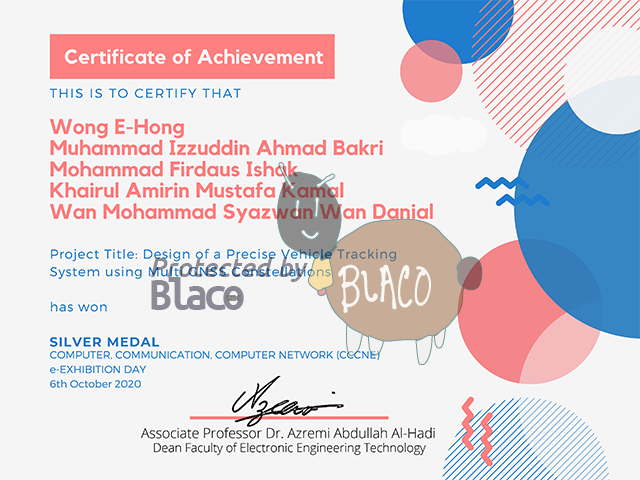 Certificate of Achievement
THIS IS TO CERTIFY THAT
Wong E-Hong
Muhammad Izzuddin Ahmad Bakri
Mohammad Firdaus Ishak
Khairul Amirin Mustafa Kamal
Wan Mohammad Syazwan Wan Danial
Project Title: Design of a Precise Vehicle Tracking
System using Multi GNSS Constellations
Protected by
Blaco
BLACO
has won
SILVER MEDAL
COMPUTER, COMMUNICATION, COMPUTER NETWORK (CCCNE)
e-EXHIBITION DAY
6th October 2020
Associate Professor Dr. Azremi Abdullah Al-Hadi
Dean Faculty of Electronic Engineering Technology